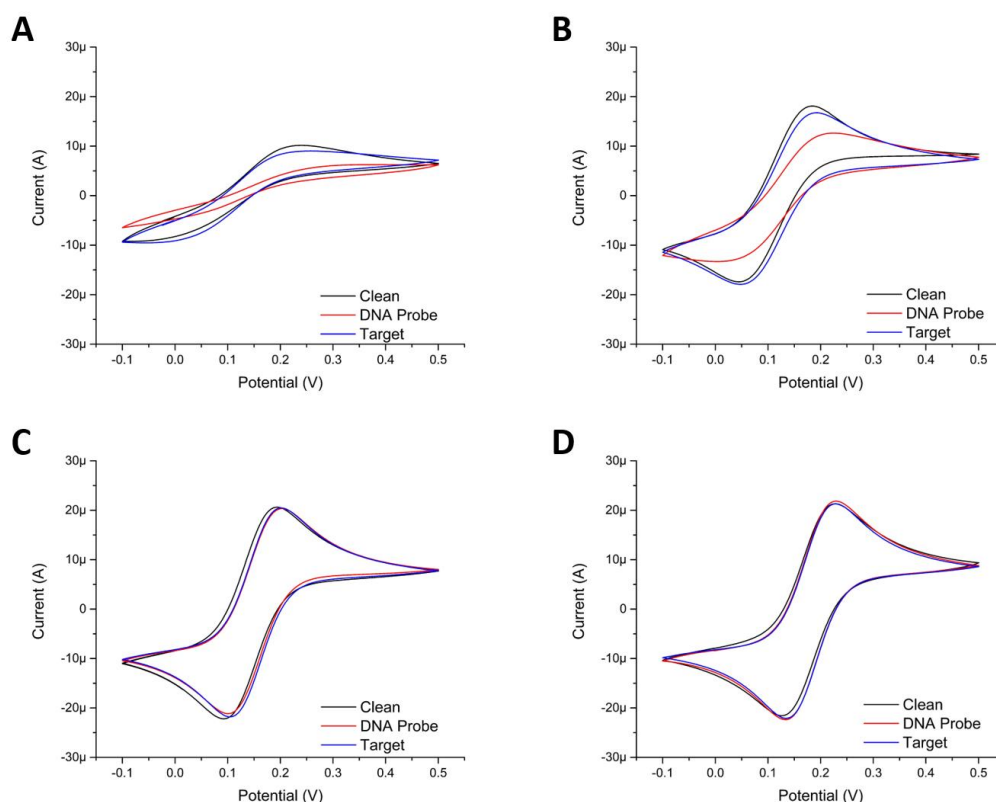 A
30μ
20μ
10μ
0
-10μ
-20μ
-30μ
Current (A)
Clean
DNA Probe
Target
-0.1 0.0 0.1 0.2 0.3 0.4 0.5
Potential (V)
B
30μ
20μ
10μ
0
-10μ
-20μ
-30μ
Current (A)
Clean
DNA Probe
Target
-0.1 0.0 0.1 0.2 0.3 0.4 0.5
Potential (V)
C
30μ
20μ
10μ
0
-10μ
-20μ
-30μ
Current (A)
Clean
DNA Probe
Target
-0.1 0.0 0.1 0.2 0.3 0.4 0.5
Potential (V)
D
30μ
20μ
10μ
0
-10μ
-20μ
-30μ
Current (A)
Clean
DNA Probe
Target
-0.1 0.0 0.1 0.2 0.3 0.4 0.5
Potential (V)